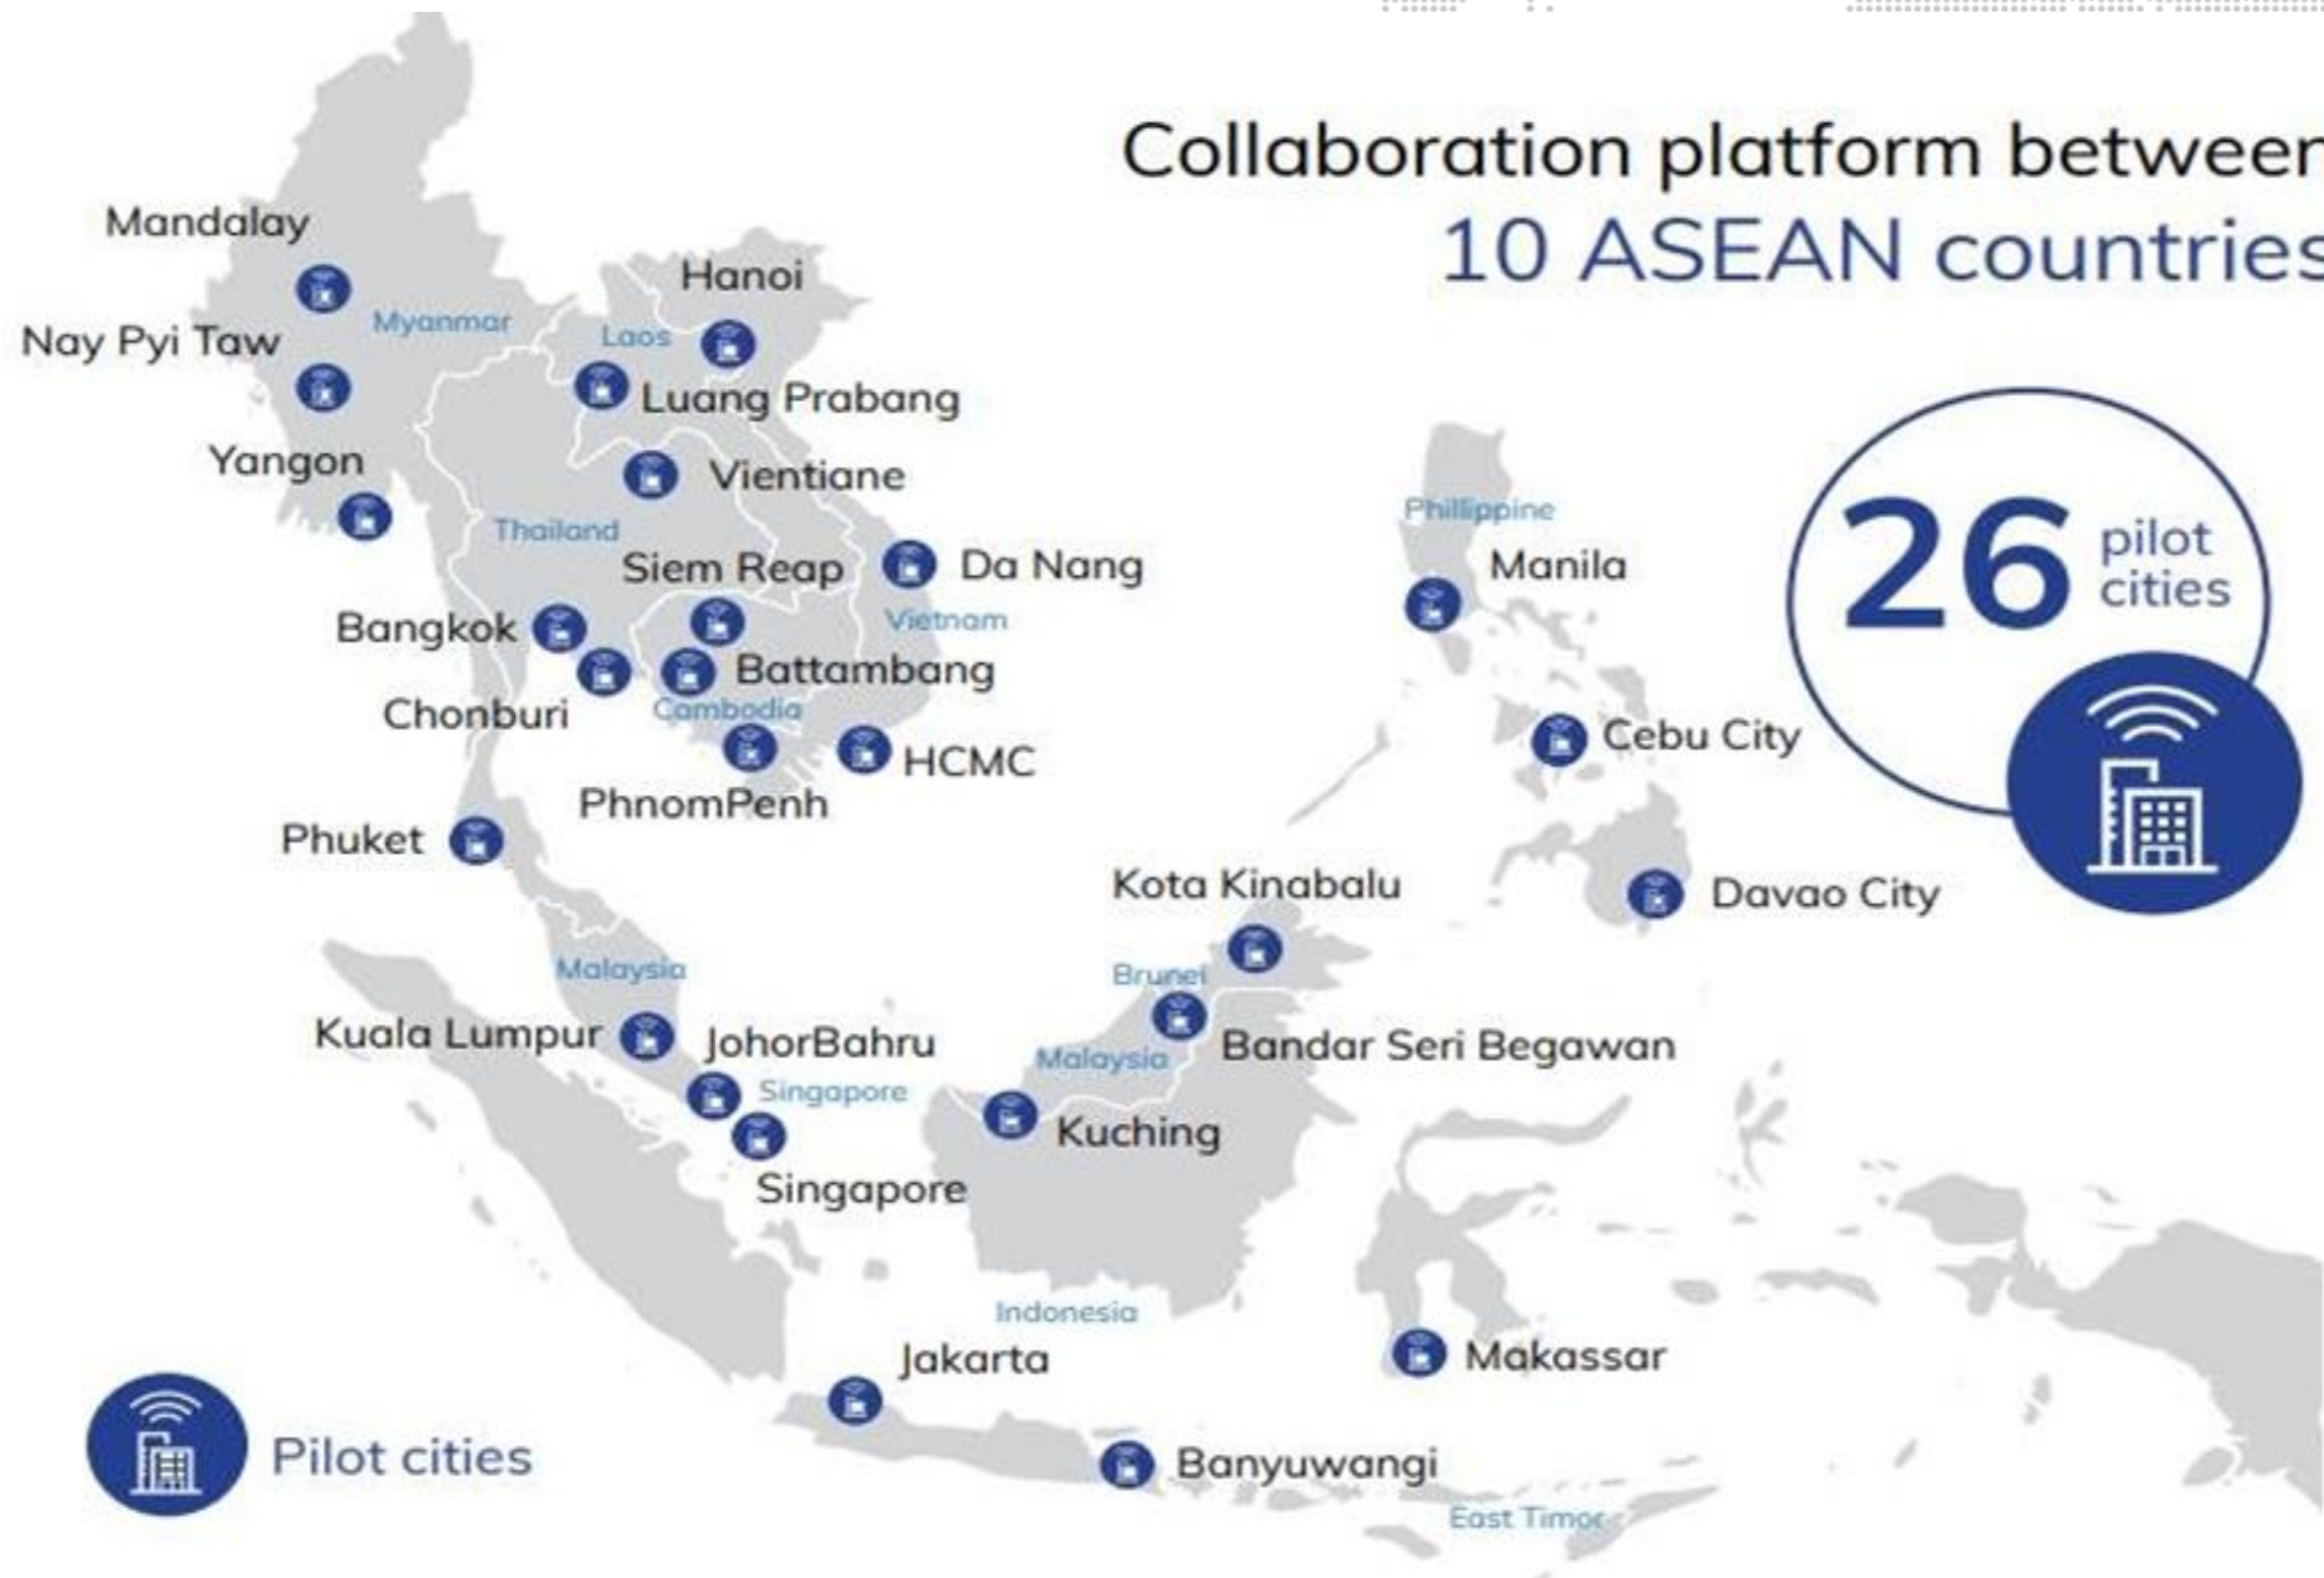 Collaboration platform between
10 ASEAN countries
Mandalay
Hanoi
Myanmar
Laos
Nay Pyi Taw
Luang Prabang
Yangon
Vientiane
Phillippine
26 pilot
cities
Thailand
Siem Reap
Da Nang
Manila
Bangkok
Vietnam
Battambang
Chonburi
Cambodia
HCMC
Cebu City
PhnomPenh
Phuket
Kota Kinabalu
Davao City
Malaysia
Brunei
Kuala Lumpur
JohorBahru
Bandar Seri Begawan
Malaysia
Singapore
Kuching
Singapore
Indonesia
Jakarta
Makassar
Pilot cities
Banyuwangi
East Timor